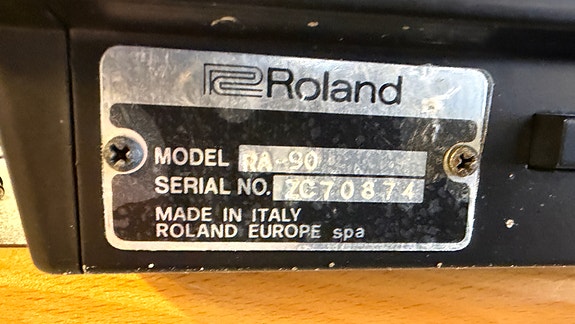 Roland
MODEL RA-90
SERIAL NO. ZC70874
MADE IN ITALY
ROLAND EUROPE spa